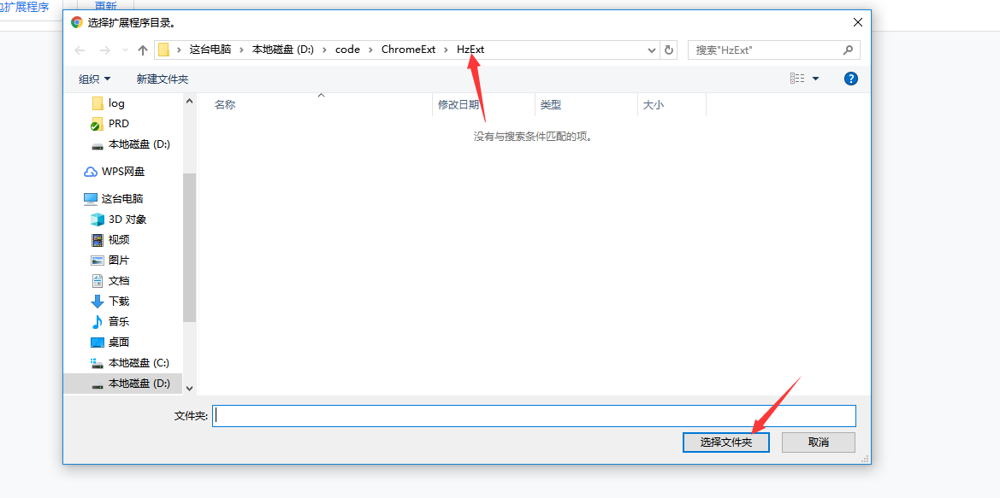 包扩展程序
更新
选择扩展程序目录。
这台电脑 > 本地磁盘 (D:) > code > ChromeExt > HzExt
搜索"HzExt"
组织
新建文件夹
?
名称
修改日期
类型
大小
没有与搜索条件匹配的项。
log
PRD
本地磁盘 (D:)
WPS网盘
这台电脑
3D 对象
视频
图片
文档
下载
音乐
桌面
本地磁盘 (C:)
本地磁盘 (D:)
文件夹:
选择文件夹
取消